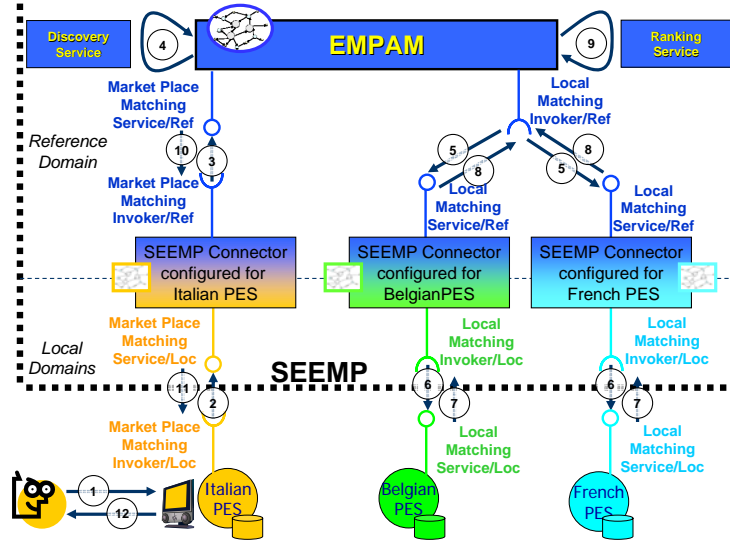 Discovery
Service
4
EMPAM
9
Ranking
Service
Market Place
Matching
Service/Ref
Local
Matching
Invoker/Ref
Reference
Domain
10
3
5
8
8
5
Market Place
Matching
Invoker/Ref
Local
Matching
Service/Ref
Local
Matching
Service/Ref
SEEMP Connector
configured for
Italian PES
SEEMP Connector
configured for
BelgianPES
SEEMP Connector
configured for
French PES
Local
Domains
Market Place
Matching
Service/Loc
Local
Matching
Invoker/Loc
Local
Matching
Invoker/Loc
SEEMP
11
2
6
7
6
7
Market Place
Matching
Invoker/Loc
Local
Matching
Service/Loc
Local
Matching
Service/Loc
1
12
Italian
PES
Belgian
PES
French
PES